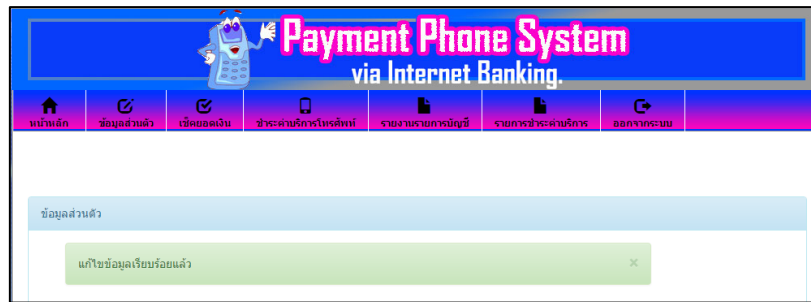 Payment Phone System
via Internet Banking.
หน้าหลัก ข้อมูลส่วนตัว เช็คยอดเงิน ชำระค่าบริการโทรศัพท์ รายงานรายการบัญชี รายการชำระค่าบริการ ออกจากระบบ
ข้อมูลส่วนตัว
แก้ไขข้อมูลเรียบร้อยแล้ว ×